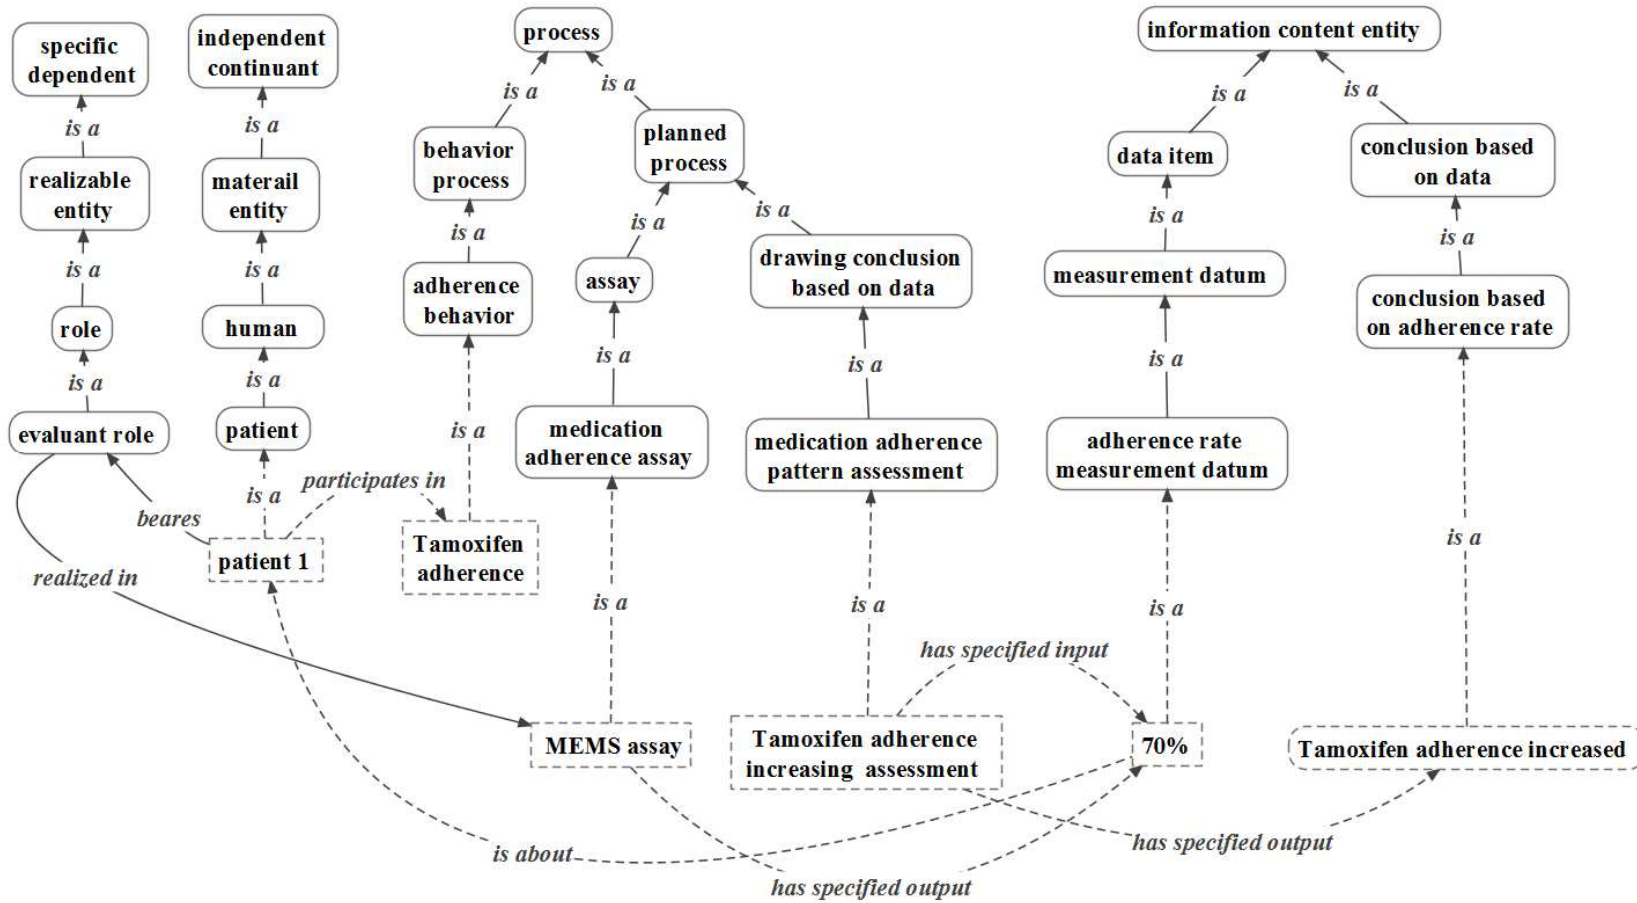 specific
dependent
independent
continuant
process
information content entity
is a
is a
is a
is a
is a
is a
realizable
entity
materail
entity
behavior
process
planned
process
data item
conclusion based
on data
is a
is a
is a
is a
is a
is a
is a
role
human
adherence
behavior
assay
drawing conclusion
based on data
measurement datum
conclusion based
on adherence rate
is a
is a
is a
is a
is a
is a
evaluant role
patient
medication
adherence assay
medication adherence
pattern assessment
adherence rate
measurement datum
is a
participates in
beares
is a
patient 1
Tamoxifen
adherence
realized in
is a
is a
is a
has specified input
MEMS assay
Tamoxifen adherence
increasing assessment
70%
Tamoxifen adherence increased
is about
has specified output
has specified output